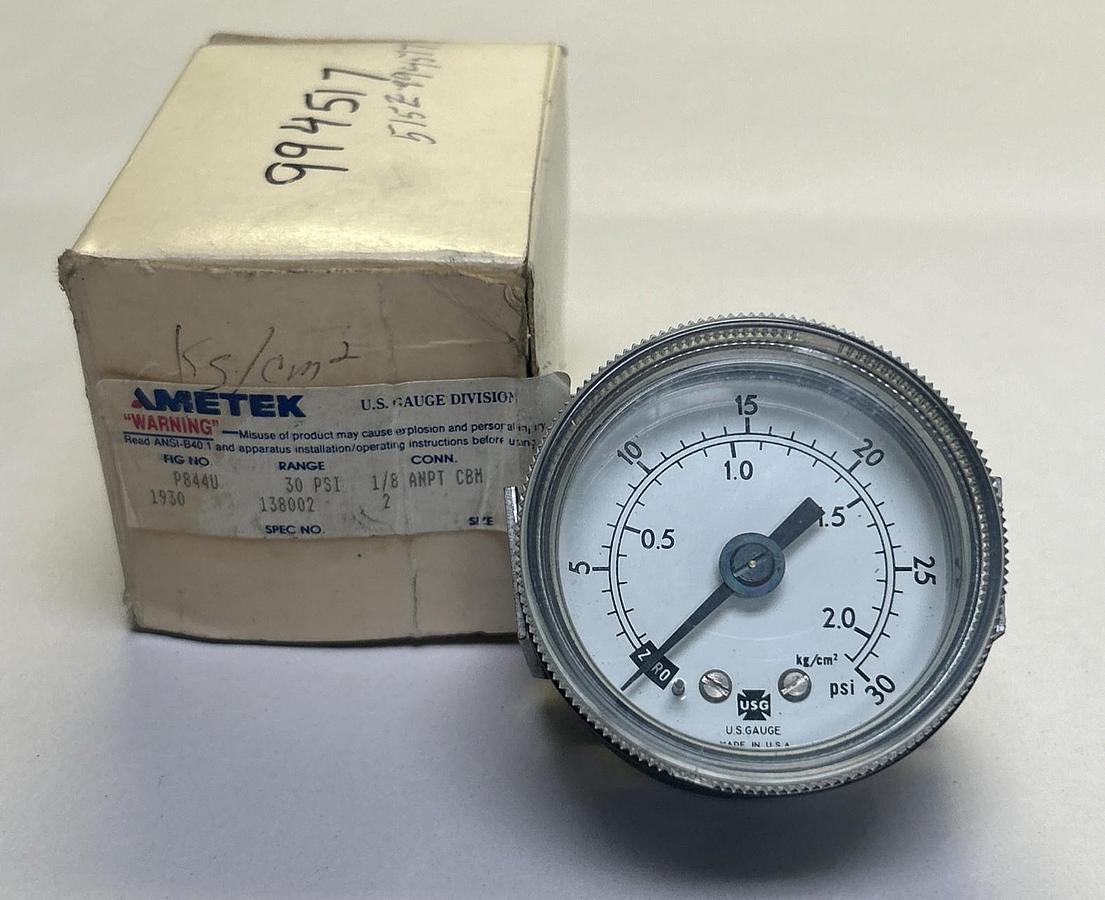 994517
kg/cm²
AMETEK
U.S. GAUGE DIVISION
"WARNING" — Misuse of product may cause explosion and personal
Read ANSI-B40.1 and apparatus installation/operating instructions before using
FIG NO RANGE CONN.
P844U 30 PSI 1/8 ANPT CBM
1930 138002 2
SPEC NO. SIZE
15
10 20
1.0
1.5
0.5
5 25
2.0
ZERO
kg/cm²
psi 30
USG
U.S.GAUGE
MADE IN U.S.A.